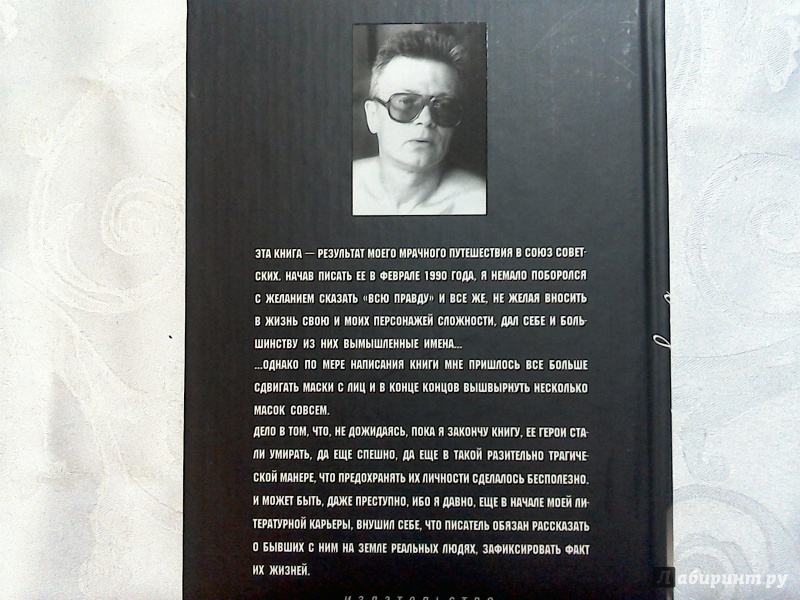 ЭТА КНИГА — РЕЗУЛЬТАТ МОЕГО МРАЧНОГО ПУТЕШЕСТВИЯ В СОЮЗ СОВЕТ-
СКИХ. НАЧАВ ПИСАТЬ ЕЕ В ФЕВРАЛЕ 1990 ГОДА, Я НЕМАЛО ПОБОРОЛСЯ
С ЖЕЛАНИЕМ СКАЗАТЬ «ВСЮ ПРАВДУ» И ВСЕ ЖЕ, НЕ ЖЕЛАЯ ВНОСИТЬ
В ЖИЗНЬ СВОЮ И МОИХ ПЕРСОНАЖЕЙ СЛОЖНОСТИ, ДАЛ СЕБЕ И БОЛЬ-
ШИНСТВУ ИЗ НИХ ВЫМЫШЛЕННЫЕ ИМЕНА...
...ОДНАКО ПО МЕРЕ НАПИСАНИЯ КНИГИ МНЕ ПРИШЛОСЬ ВСЕ БОЛЬШЕ
СДВИГАТЬ МАСКИ С ЛИЦ И В КОНЦЕ КОНЦОВ ВЫШВЫРНУТЬ НЕСКОЛЬКО
МАСОК СОВСЕМ.
ДЕЛО В ТОМ, ЧТО, НЕ ДОЖИДАЯСЬ, ПОКА Я ЗАКОНЧУ КНИГУ, ЕЕ ГЕРОИ СТА-
ЛИ УМИРАТЬ, ДА ЕЩЕ СПЕШНО, ДА ЕЩЕ В ТАКОЙ РАЗИТЕЛЬНО ТРАГИЧЕ-
СКОЙ МАНЕРЕ, ЧТО ПРЕДОХРАНЯТЬ ИХ ЛИЧНОСТИ СДЕЛАЛОСЬ БЕСПОЛЕЗНО.
И МОЖЕТ БЫТЬ, ДАЖЕ ПРЕСТУПНО, ИБО Я ДАВНО, ЕЩЕ В НАЧАЛЕ МОЕЙ ЛИ-
ТЕРАТУРНОЙ КАРЬЕРЫ, ВНУШИЛ СЕБЕ, ЧТО ПИСАТЕЛЬ ОБЯЗАН РАССКАЗАТЬ
О БЫВШИХ С НИМ НА ЗЕМЛЕ РЕАЛЬНЫХ ЛЮДЯХ, ЗАФИКСИРОВАТЬ ФАКТ
ИХ ЖИЗНЕЙ.
ИЗДАТЕЛЬСТВО
Лабиринт.ру